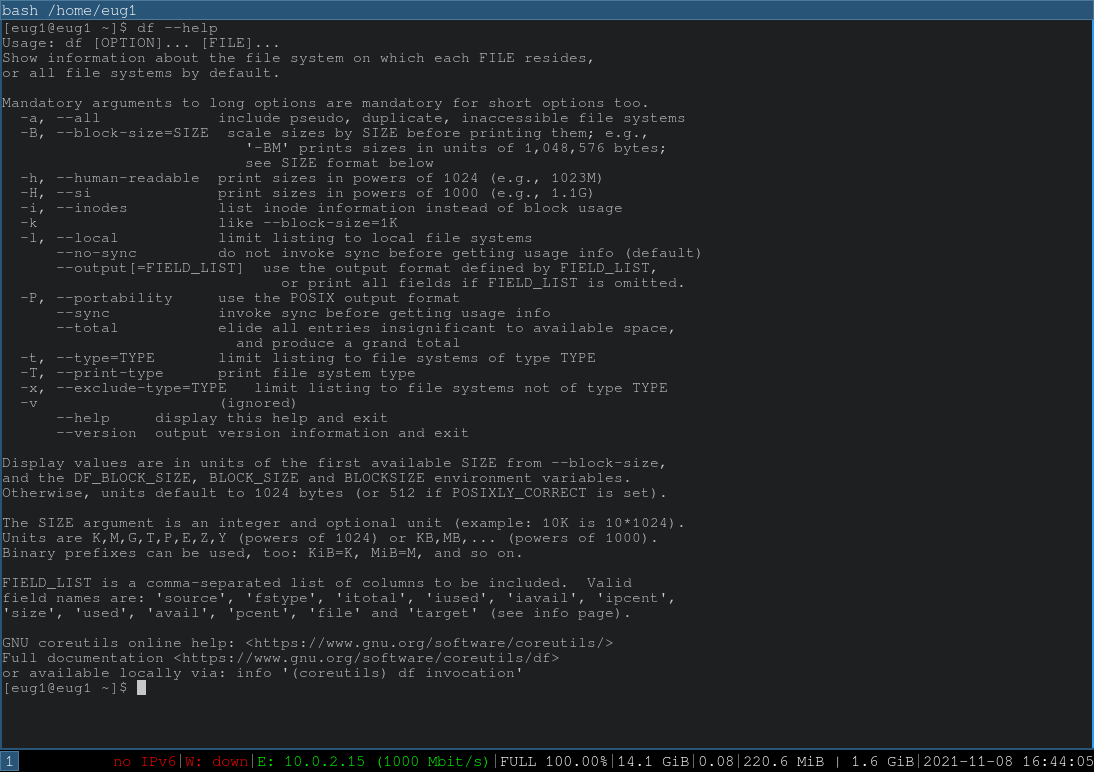 bash /home/eug1
[eug1@eug1 ~]$ df --help
Usage: df [OPTION]... [FILE]...
Show information about the file system on which each FILE resides,
or all file systems by default.

Mandatory arguments to long options are mandatory for short options too.
  -a, --all             include pseudo, duplicate, inaccessible file systems
  -B, --block-size=SIZE  scale sizes by SIZE before printing them; e.g.,
                           '-BM' prints sizes in units of 1,048,576 bytes;
                           see SIZE format below
  -h, --human-readable  print sizes in powers of 1024 (e.g., 1023M)
  -H, --si              print sizes in powers of 1000 (e.g., 1.1G)
  -i, --inodes          list inode information instead of block usage
  -k                    like --block-size=1K
  -l, --local           limit listing to local file systems
      --no-sync         do not invoke sync before getting usage info (default)
      --output[=FIELD_LIST]  use the output format defined by FIELD_LIST,
                               or print all fields if FIELD_LIST is omitted.
  -P, --portability     use the POSIX output format
      --sync            invoke sync before getting usage info
      --total           elide all entries insignificant to available space,
                          and produce a grand total
  -t, --type=TYPE       limit listing to file systems of type TYPE
  -T, --print-type      print file system type
  -x, --exclude-type=TYPE   limit listing to file systems not of type TYPE
  -v                    (ignored)
      --help     display this help and exit
      --version  output version information and exit

Display values are in units of the first available SIZE from --block-size,
and the DF_BLOCK_SIZE, BLOCK_SIZE and BLOCKSIZE environment variables.
Otherwise, units default to 1024 bytes (or 512 if POSIXLY_CORRECT is set).

The SIZE argument is an integer and optional unit (example: 10K is 10*1024).
Units are K,M,G,T,P,E,Z,Y (powers of 1024) or KB,MB,... (powers of 1000).
Binary prefixes can be used, too: KiB=K, MiB=M, and so on.

FIELD_LIST is a comma-separated list of columns to be included.  Valid
field names are: 'source', 'fstype', 'itotal', 'iused', 'iavail', 'ipcent',
'size', 'used', 'avail', 'pcent', 'file' and 'target' (see info page).

GNU coreutils online help: <https://www.gnu.org/software/coreutils/>
Full documentation <https://www.gnu.org/software/coreutils/df>
or available locally via: info '(coreutils) df invocation'
[eug1@eug1 ~]$
1 no IPv6|W: down|E: 10.0.2.15 (1000 Mbit/s)|FULL 100.00%|14.1 GiB|0.08|220.6 MiB | 1.6 GiB|2021-11-08 16:44:05